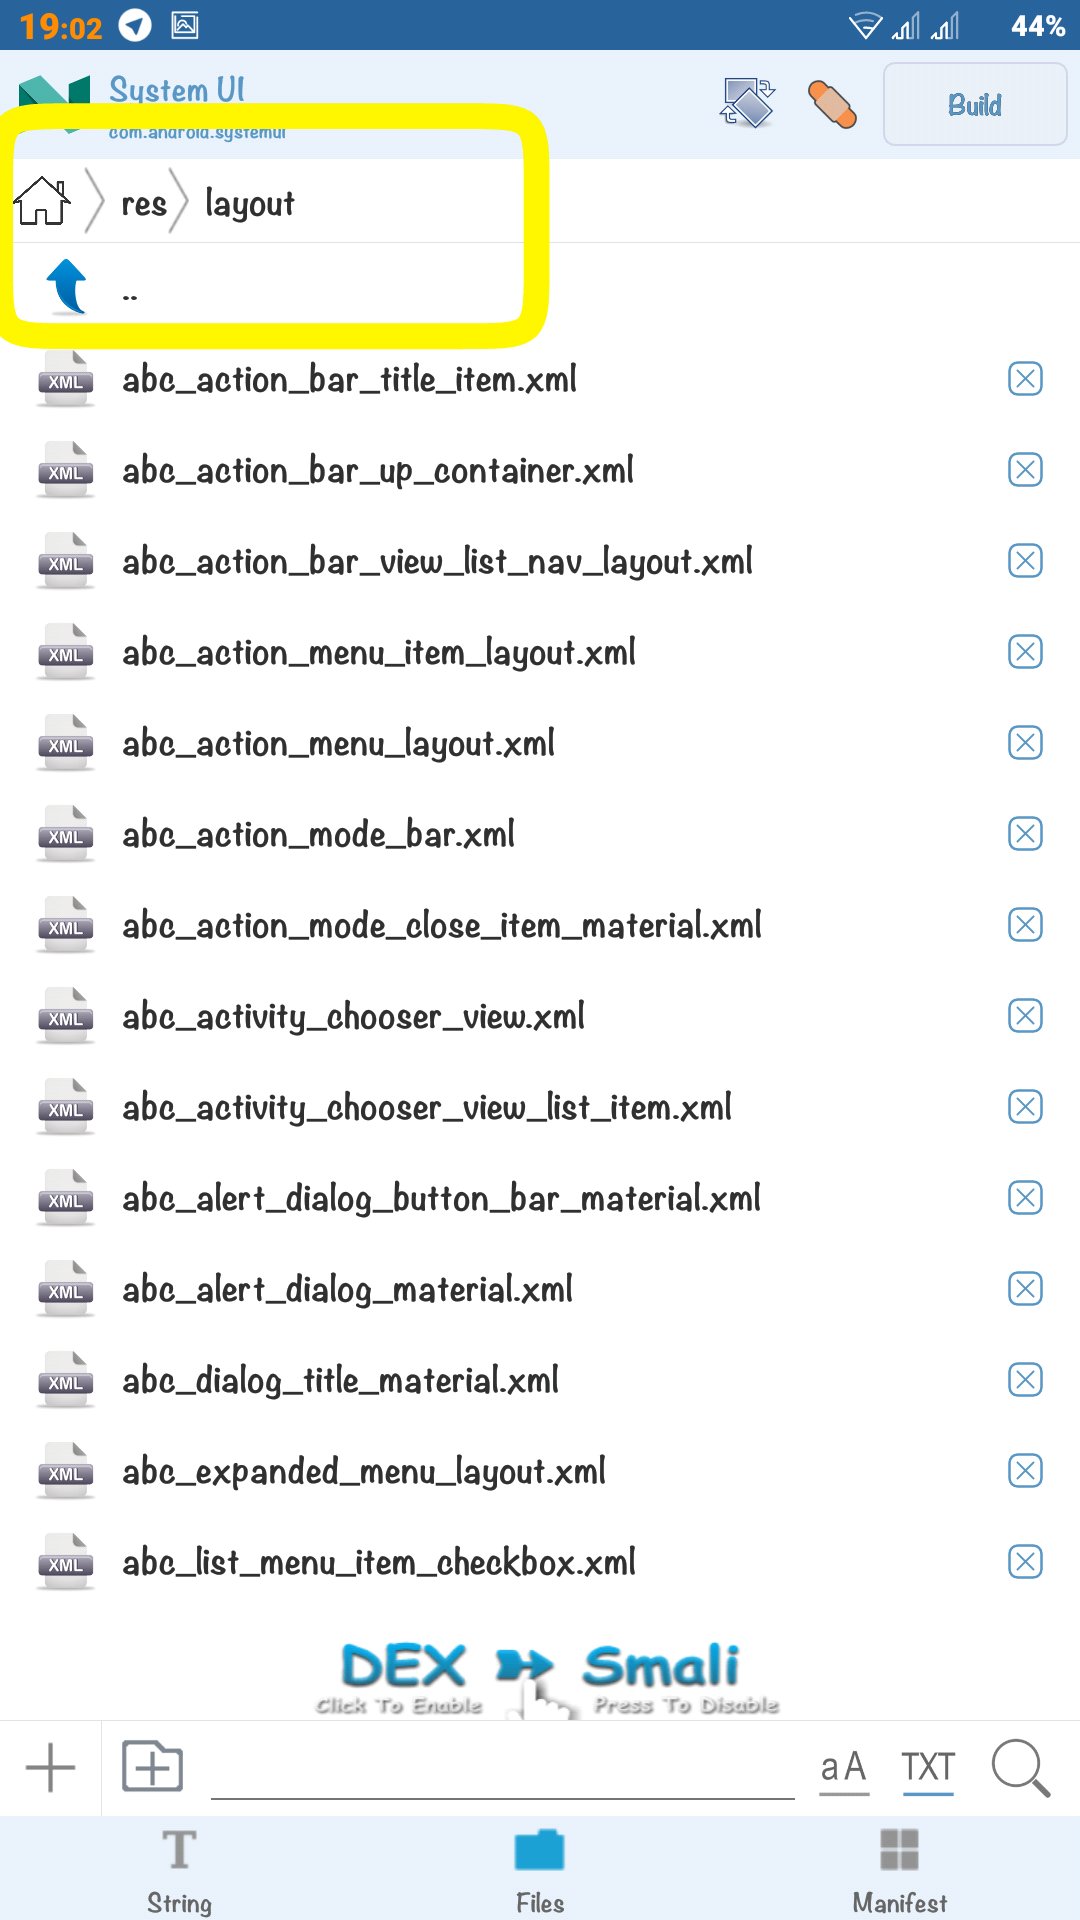 19:02
44%
System UI
com.android.systemui
Build
res
layout
..
XML abc_action_bar_title_item.xml
XML abc_action_bar_up_container.xml
XML abc_action_bar_view_list_nav_layout.xml
XML abc_action_menu_item_layout.xml
XML abc_action_menu_layout.xml
XML abc_action_mode_bar.xml
XML abc_action_mode_close_item_material.xml
XML abc_activity_chooser_view.xml
XML abc_activity_chooser_view_list_item.xml
XML abc_alert_dialog_button_bar_material.xml
XML abc_alert_dialog_material.xml
XML abc_dialog_title_material.xml
XML abc_expanded_menu_layout.xml
XML abc_list_menu_item_checkbox.xml
DEX Smali
Click To Enable Press To Disable
aA TXT
String Files Manifest